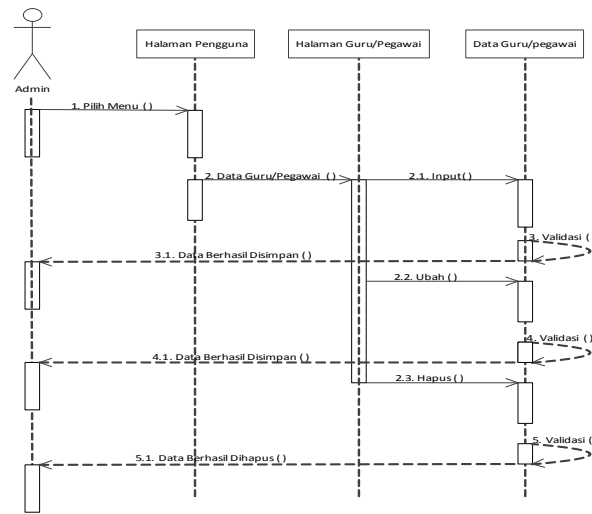 Halaman Pengguna
Halaman Guru/Pegawai
Data Guru/pegawai
Admin
1. Pilih Menu ( )
2. Data Guru/Pegawai ( )
2.1. Input( )
3. Validasi (
3.1. Data Berhasil Disimpan ( )
2.2. Ubah ( )
4. Validasi ( )
4.1. Data Berhasil Disimpan ( )
2.3. Hapus ( )
5. Validasi (
5.1. Data Berhasil Dihapus ( )